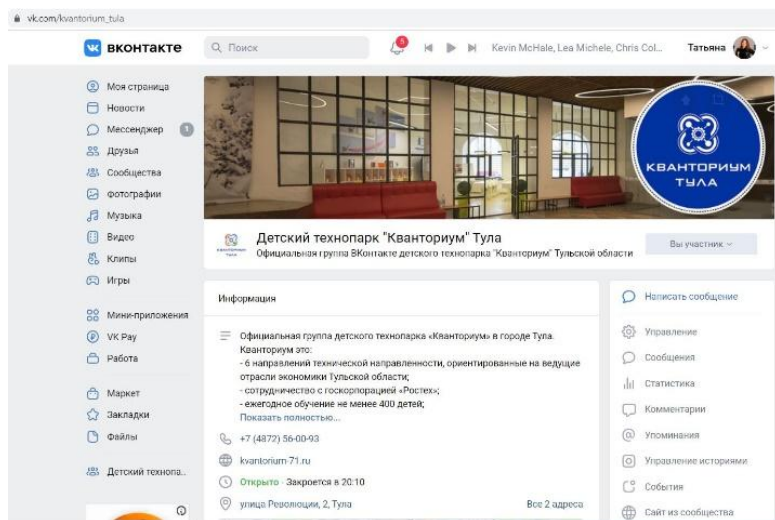 vk.com/kvantorium_tula
вконтакте
Поиск
5
Kevin McHale, Lea Michele, Chris Col...
Татьяна
Моя страница
Новости
Мессенджер 1
Друзья
Сообщества
Фотографии
Музыка
Видео
Клипы
Игры
Мини-приложения
VK Pay
Работа
Маркет
Закладки
Файлы
Детский технопа..
КВАНТОРИУМ
ТУЛА
Детский технопарк "Кванториум" Тула
Официальная группа ВКонтакте детского технопарка "Кванториум" Тульской области
Вы участник
Информация
Официальная группа детского технопарка «Кванториум» в городе Тула.
Кванториум это:
- 6 направлений технической направленности, ориентированные на ведущие
отрасли экономики Тульской области;
- сотрудничество с госкорпорацией «Ростех»;
- ежегодное обучение не менее 400 детей;
Показать полностью...
+7 (4872) 56-00-93
kvantorium-71.ru
Открыто · Закроется в 20:10
улица Революции, 2, Тула
Все 2 адреса
Написать сообщение
Управление
Сообщения
Статистика
Комментарии
Упоминания
Управление историями
События
Сайт из сообщества